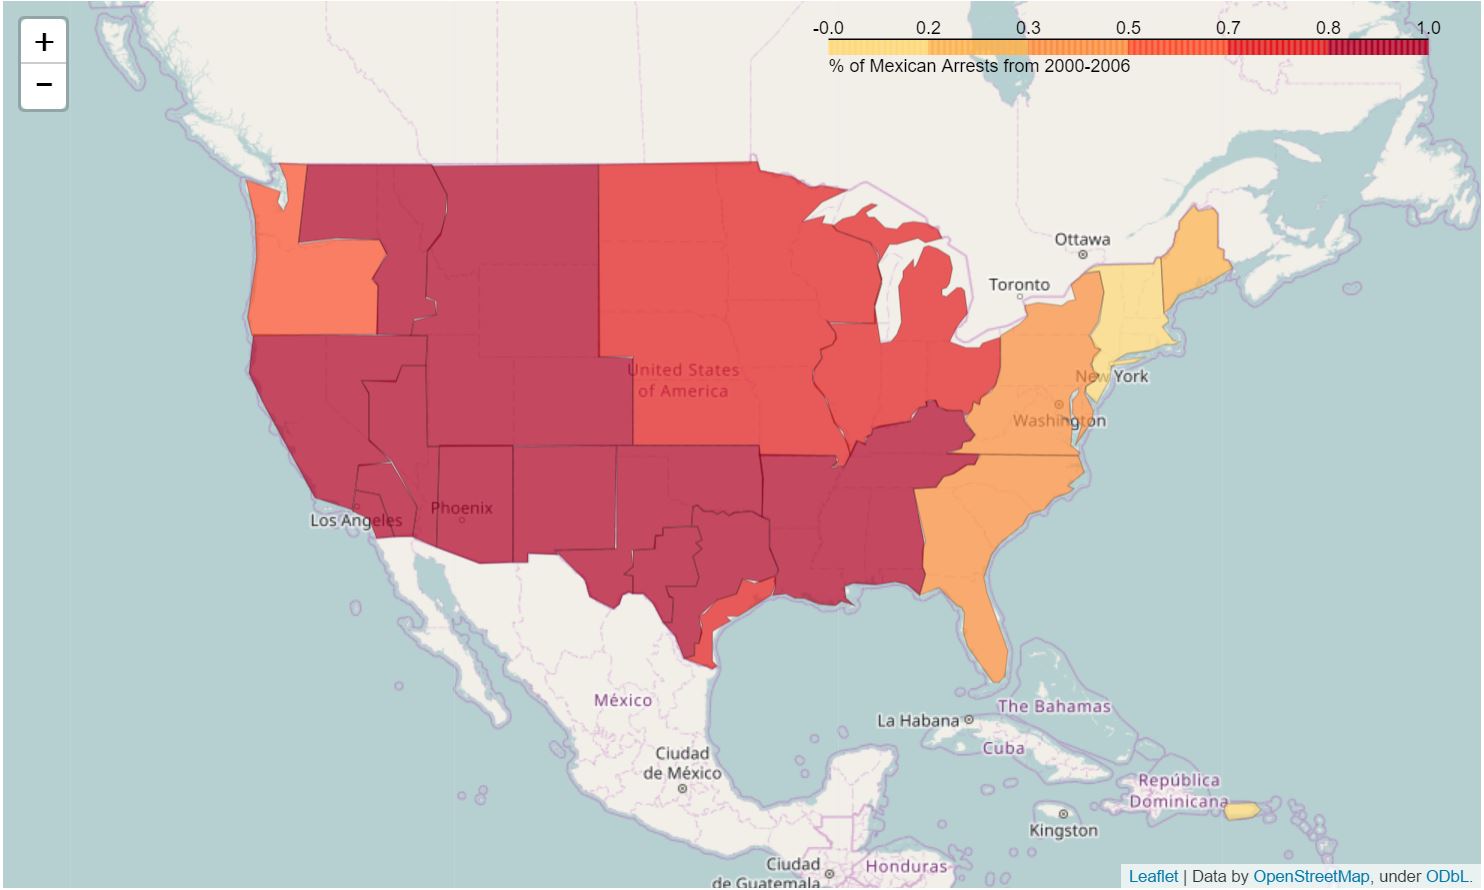 +
−
-0.0 0.2 0.3 0.5 0.7 0.8 1.0
% of Mexican Arrests from 2000-2006
Ottawa
Toronto
United States
of America
New York
Washington
Phoenix
Los Angeles
México
The Bahamas
La Habana
Cuba
Ciudad
de México
República
Dominicana
Kingston
Ciudad
de Guatemala
Honduras
Leaflet | Data by OpenStreetMap, under ODbL.